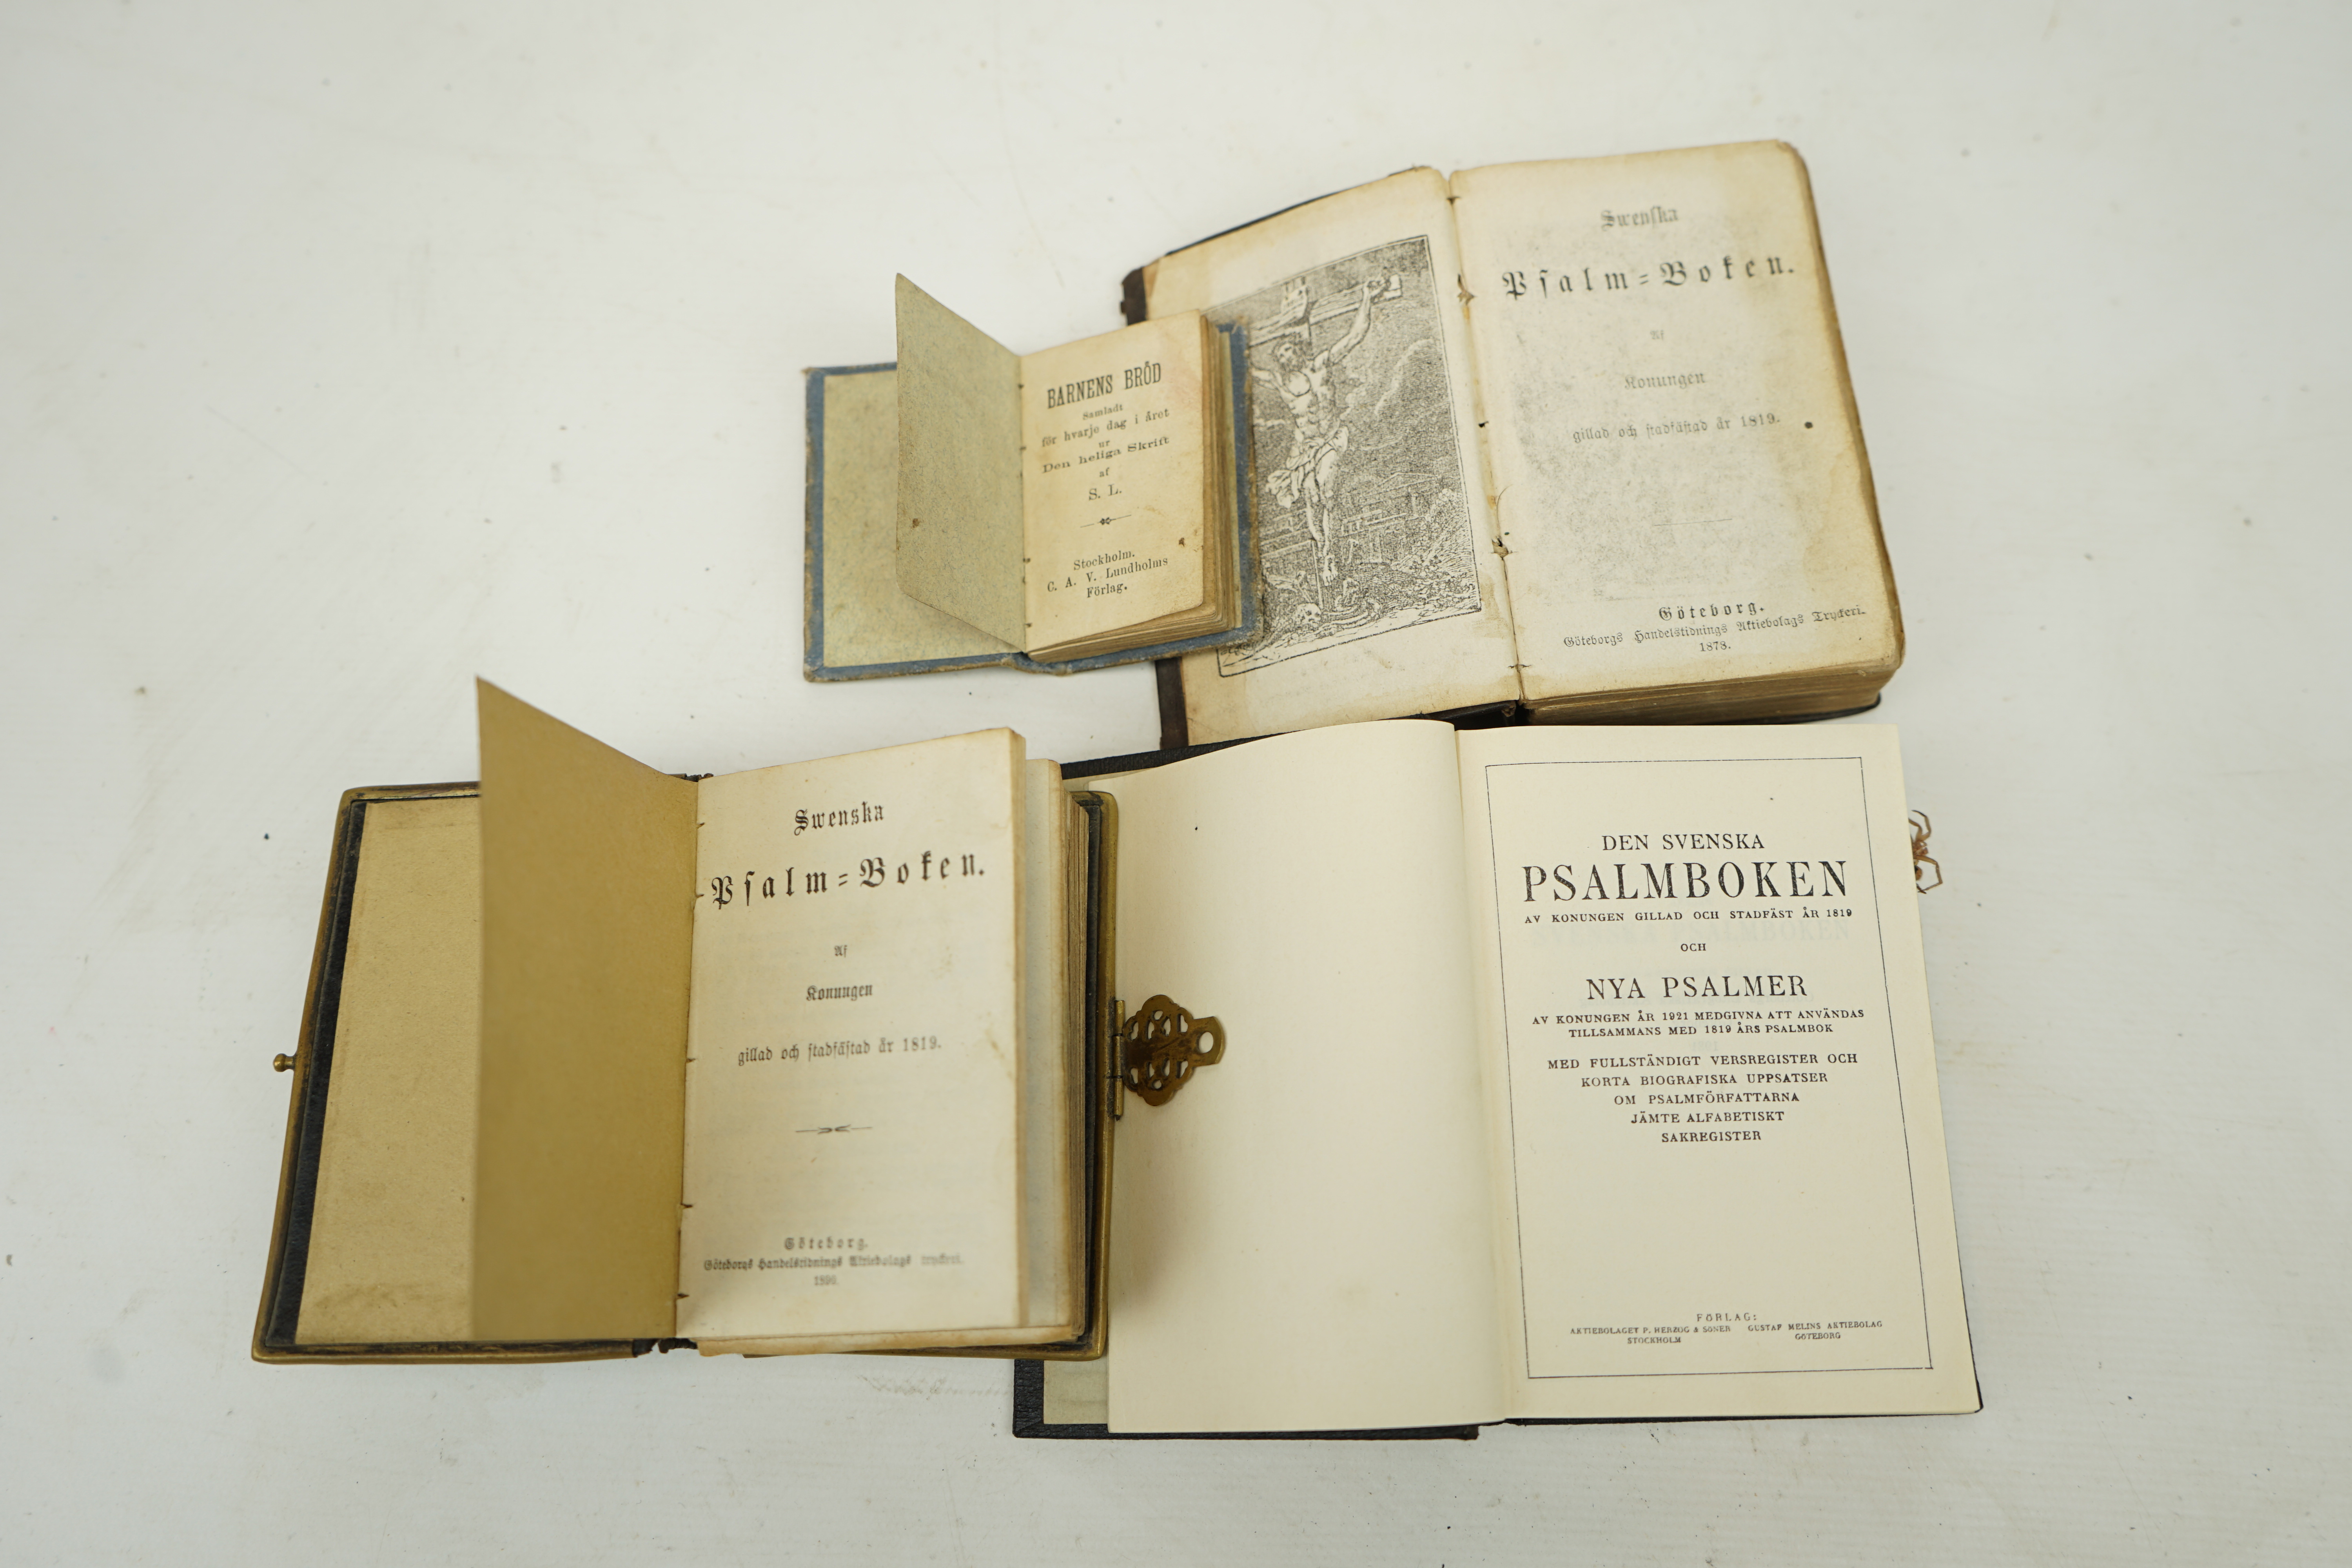 BARNENS BRÖD
Samladt
för hvarje dag i året
ur
Den heliga Skrift
af
S. L.
Stockholm.
C. A. V. Lundholms
Förlag.
Swenska
Psalm=Boken.
Af
Konungen
gillad och stadfästad år 1819.
Göteborg.
Göteborgs Handelstidnings Aktiebolags Tryckeri.
1878.
Swenska
Psalm=Boken.
Af
Konungen
gillad och stadfästad år 1819.
Göteborg.
Göteborgs Handelstidnings Aktiebolags tryckeri.
DEN SVENSKA
PSALMBOKEN
AV KONUNGEN GILLAD OCH STADFÄST ÅR 1819
OCH
NYA PSALMER
AV KONUNGEN ÅR 1921 MEDGIVNA ATT ANVÄNDAS
TILLSAMMANS MED 1819 ÅRS PSALMBOK
MED FULLSTÄNDIGT VERSREGISTER OCH
KORTA BIOGRAFISKA UPPSATSER
OM PSALMFÖRFATTARNA
JÄMTE ALFABETISKT
SAKREGISTER
FÖRLAG:
AKTIEBOLAGET P. HERZOG & SÖNER GUSTAF MELINS AKTIEBOLAG
STOCKHOLM GÖTEBORG